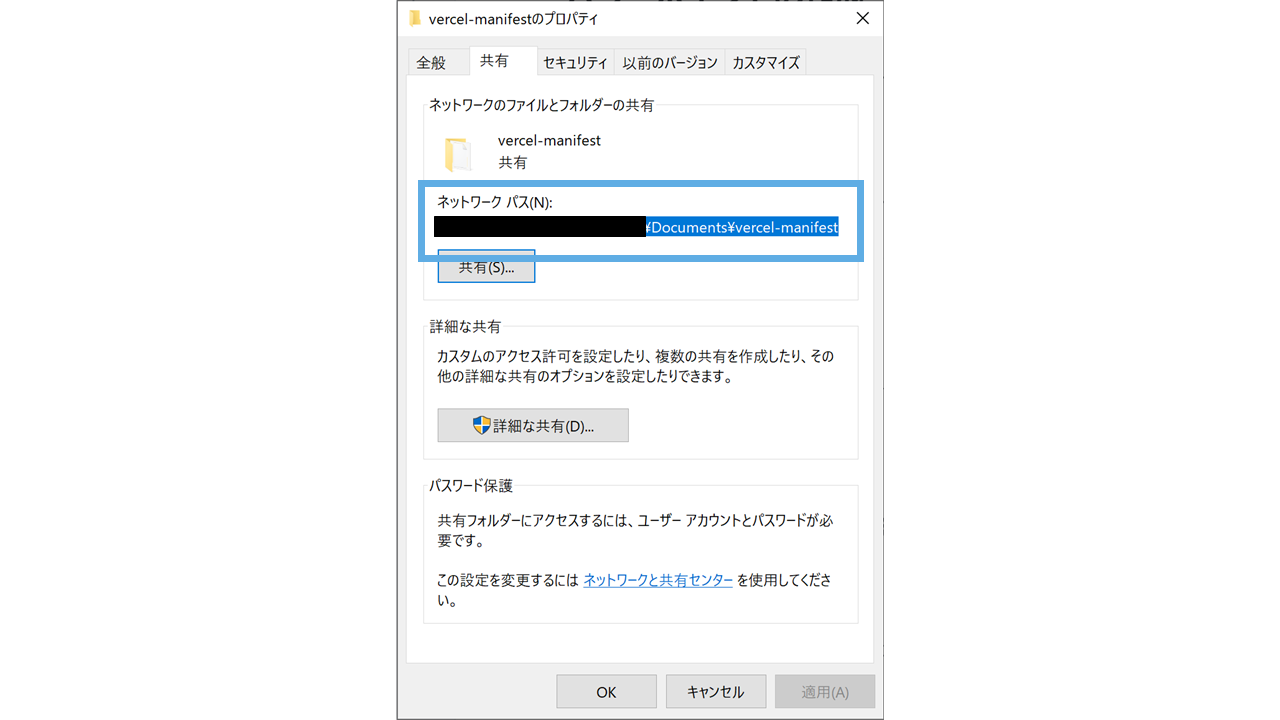 vercel-manifestのプロパティ
全般 共有 セキュリティ 以前のバージョン カスタマイズ
ネットワークのファイルとフォルダーの共有
vercel-manifest
共有
ネットワーク パス(N):
¥Documents¥vercel-manifest
共有(S)...
詳細な共有
カスタムのアクセス許可を設定したり、複数の共有を作成したり、その
他の詳細な共有のオプションを設定したりできます。
詳細な共有(D)...
パスワード保護
共有フォルダーにアクセスするには、ユーザー アカウントとパスワードが必
要です。
この設定を変更するには ネットワークと共有センター を使用してくださ
い。
OK キャンセル 適用(A)